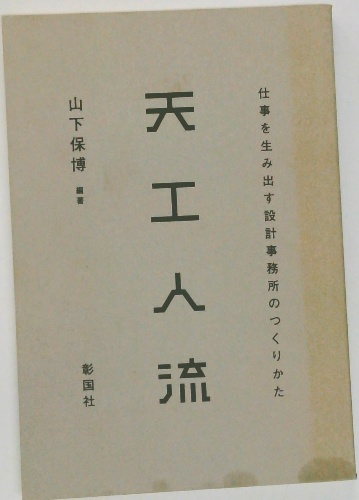 仕事を生み出す設計事務所のつくりかた
天工人流
山下保博 編著
彰国社